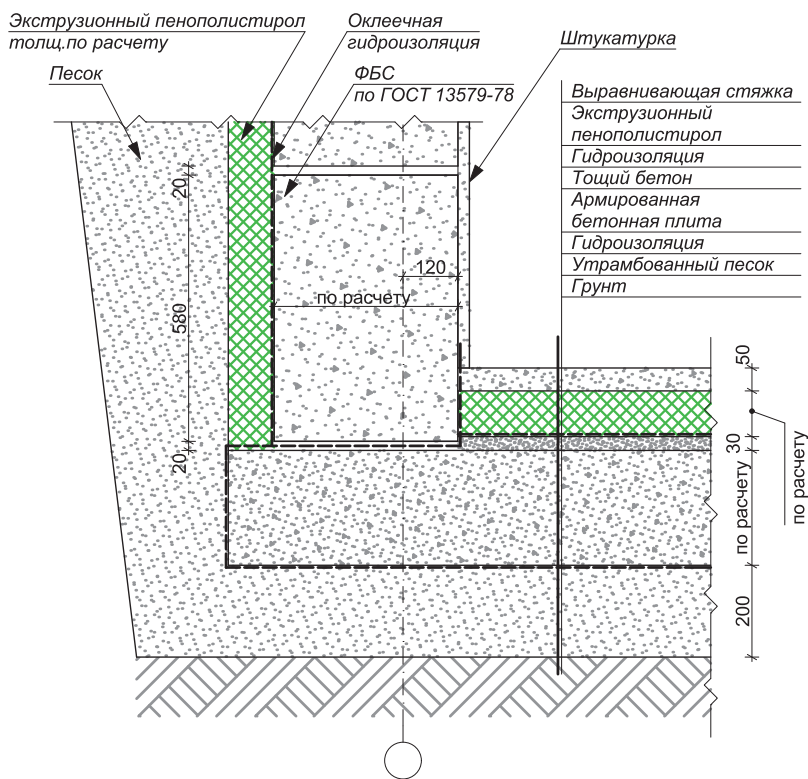 Экструзионный пенополистирол
толщ.по расчету
Оклеечная
гидроизоляция
Штукатурка
Песок
ФБС
по ГОСТ 13579-78
Выравнивающая стяжка
Экструзионный
пенополистирол
Гидроизоляция
Тощий бетон
Армированная
бетонная плита
Гидроизоляция
Утрамбованный песок
Грунт
20
580
20
120
по расчету
50
30
по расчету
200
по расчету